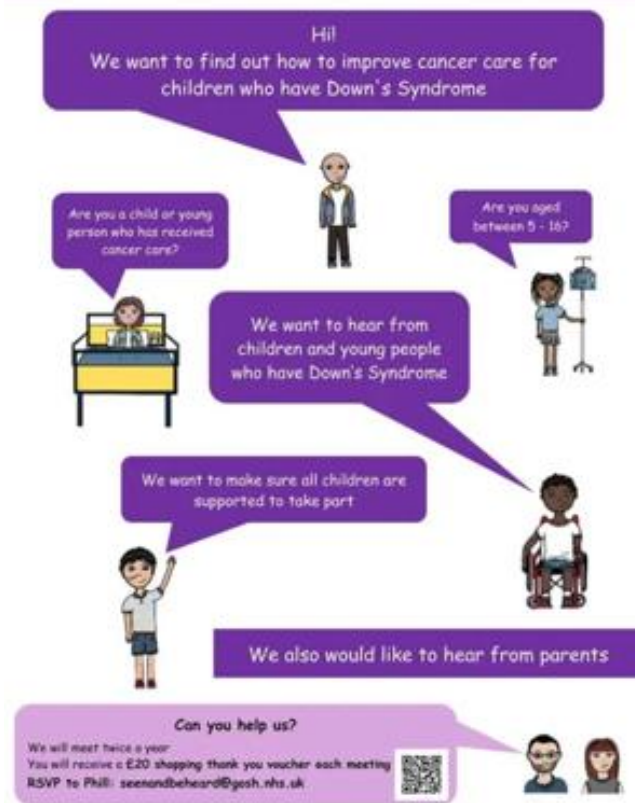 Hi!
We want to find out how to improve cancer care for
children who have Down's Syndrome
Are you a child or young
person who has received
cancer care?
Are you aged
between 5 - 16?
We want to hear from
children and young people
who have Down's Syndrome
We want to make sure all children are
supported to take part
We also would like to hear from parents
Can you help us?
We will meet twice a year
You will receive a £20 shopping thank you voucher each meeting
RSVP to Phill: seenandbeheard@gosh.nhs.uk